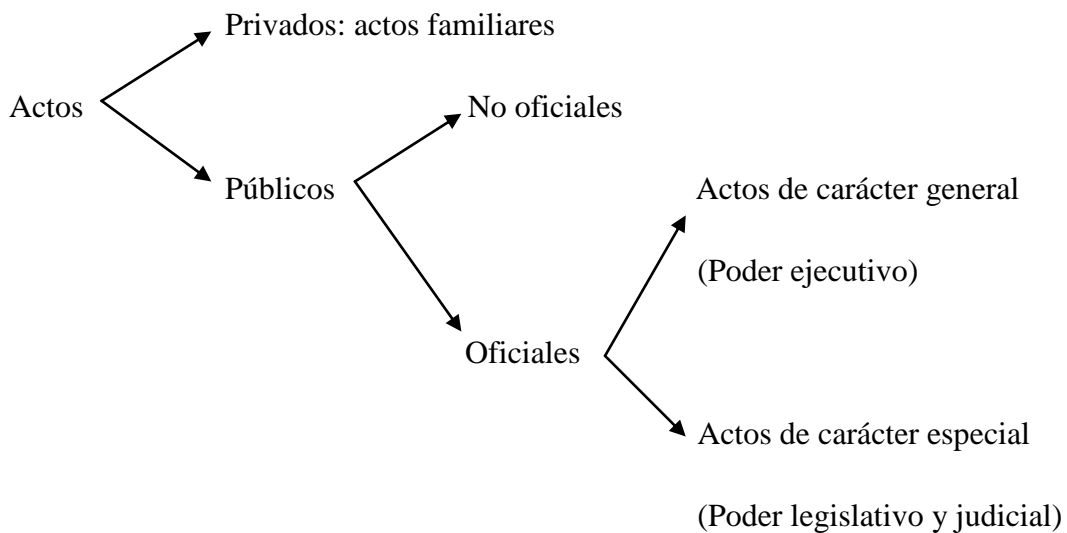 Privados: actos familiares
Actos
No oficiales
Públicos
Actos de carácter general
(Poder ejecutivo)
Oficiales
Actos de carácter especial
(Poder legislativo y judicial)